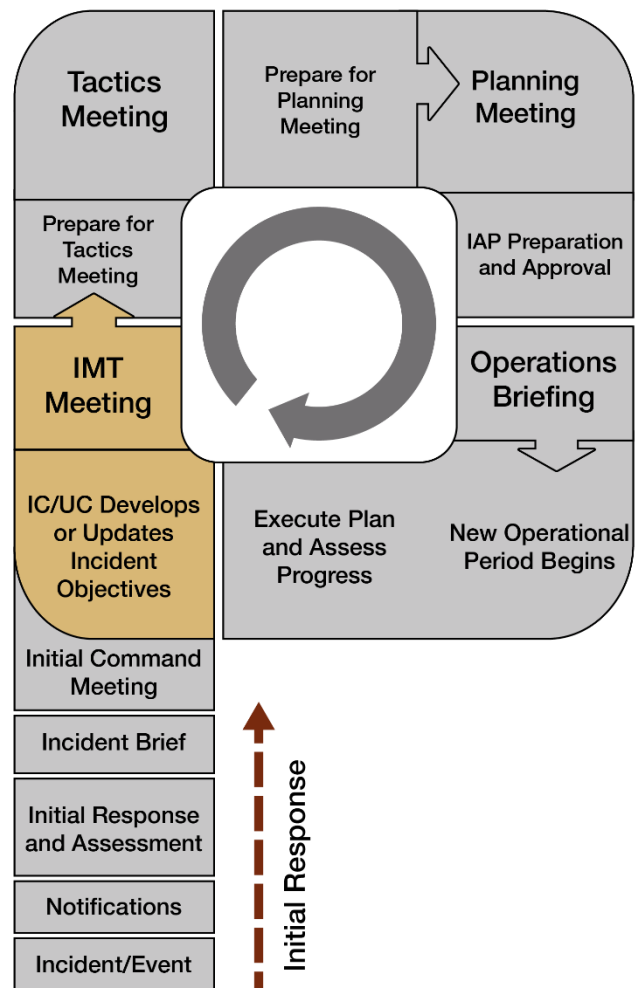 Tactics
Meeting
Prepare for
Planning
Meeting
Planning
Meeting
Prepare for
Tactics
Meeting
IAP Preparation
and Approval
IMT
Meeting
Operations
Briefing
IC/UC Develops
or Updates
Incident
Objectives
Execute Plan
and Assess
Progress
New Operational
Period Begins
Initial Command
Meeting
Incident Brief
Initial Response
and Assessment
Notifications
Incident/Event
Initial Response